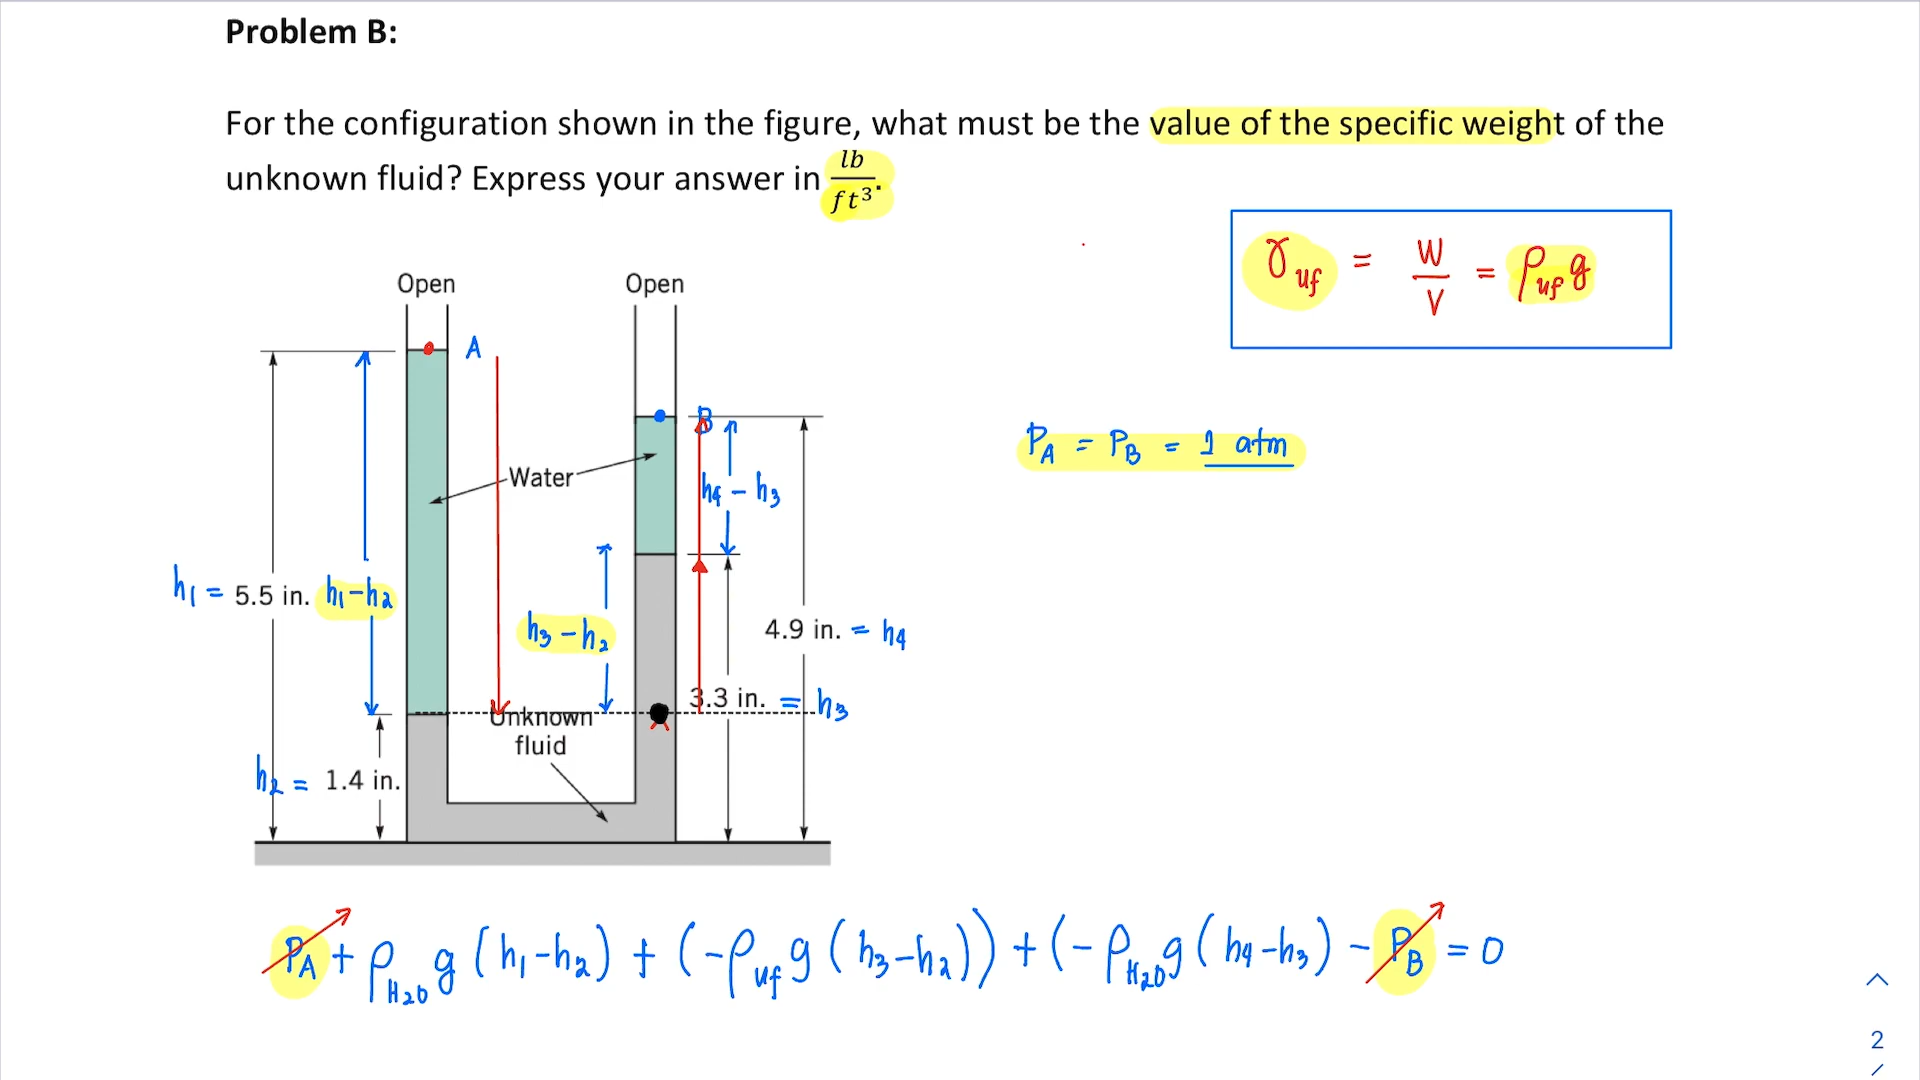 Problem B:
For the configuration shown in the figure, what must be the value of the specific weight of the
unknown fluid? Express your answer in lb/ft³.
γuf = W/V = ρuf g
Open
Open
A
B
PA = PB = 1 atm
Water
h4 − h3
h1 = 5.5 in.
h1−h2
h3 − h2
4.9 in. = h4
3.3 in. = h3
Unknown
fluid
h2 = 1.4 in.
PA + ρH2O g (h1−h2) + (−ρuf g (h3−h2)) + (−ρH2O g (h4−h3) − PB = 0
2